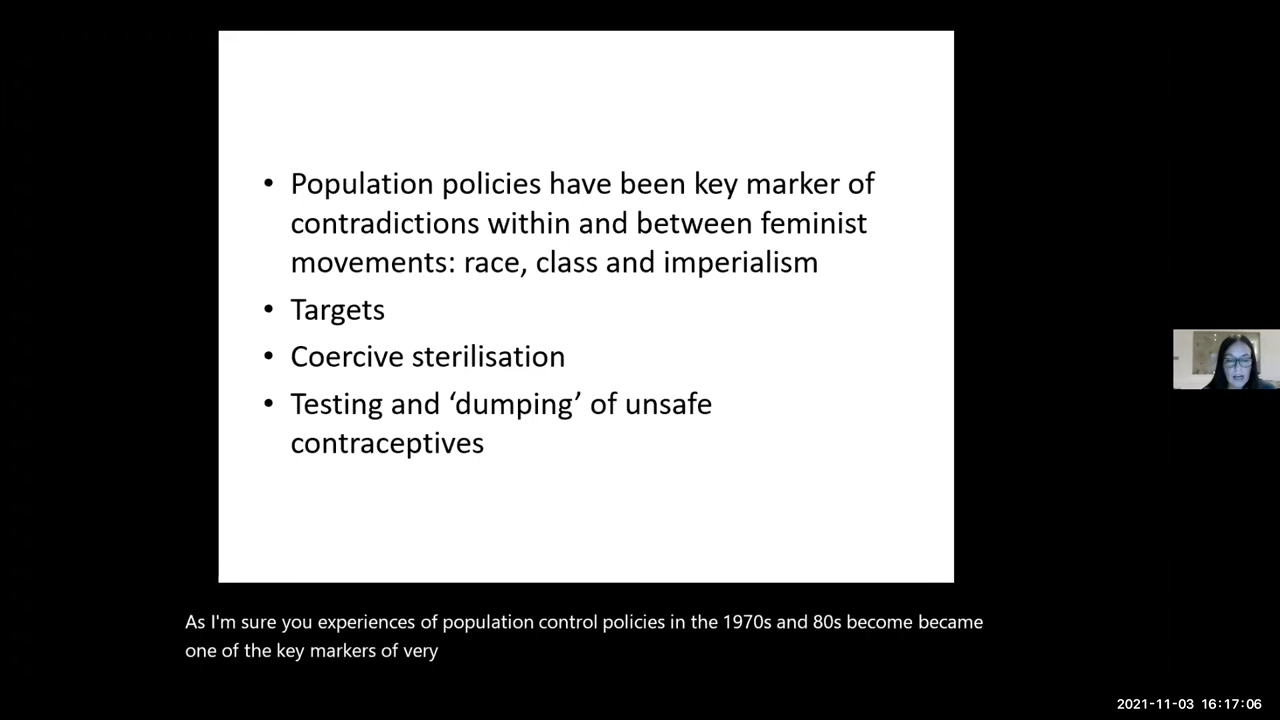 • Population policies have been key marker of
contradictions within and between feminist
movements: race, class and imperialism
• Targets
• Coercive sterilisation
• Testing and ‘dumping’ of unsafe
contraceptives
As I'm sure you experiences of population control policies in the 1970s and 80s become became
one of the key markers of very
2021-11-03 16:17:06